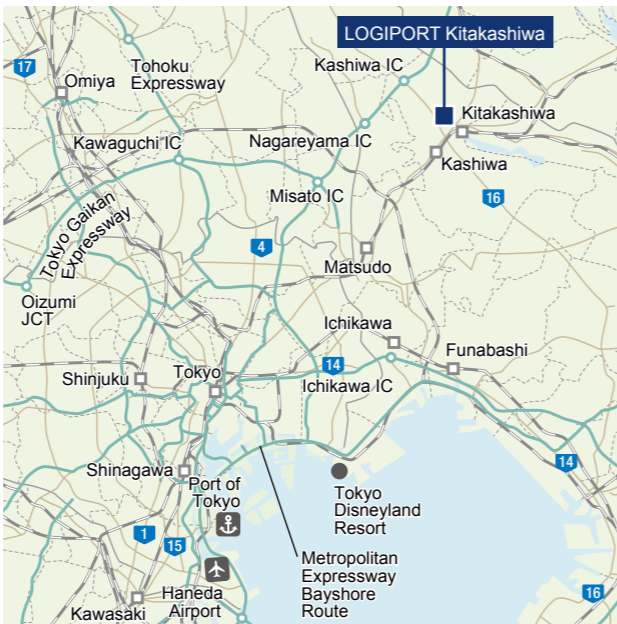 LOGIPORT Kitakashiwa
17
Omiya
Tohoku
Expressway
Kashiwa IC
Kitakashiwa
Kawaguchi IC
Nagareyama IC
Kashiwa
Misato IC
16
Tokyo Gaikan
Expressway
4
Matsudo
Oizumi
JCT
Ichikawa
Funabashi
14
Shinjuku
Tokyo
Ichikawa IC
Shinagawa
14
Port of
Tokyo
Tokyo
Disneyland
Resort
1
15
Metropolitan
Expressway
Bayshore
Route
Haneda
Airport
16
Kawasaki